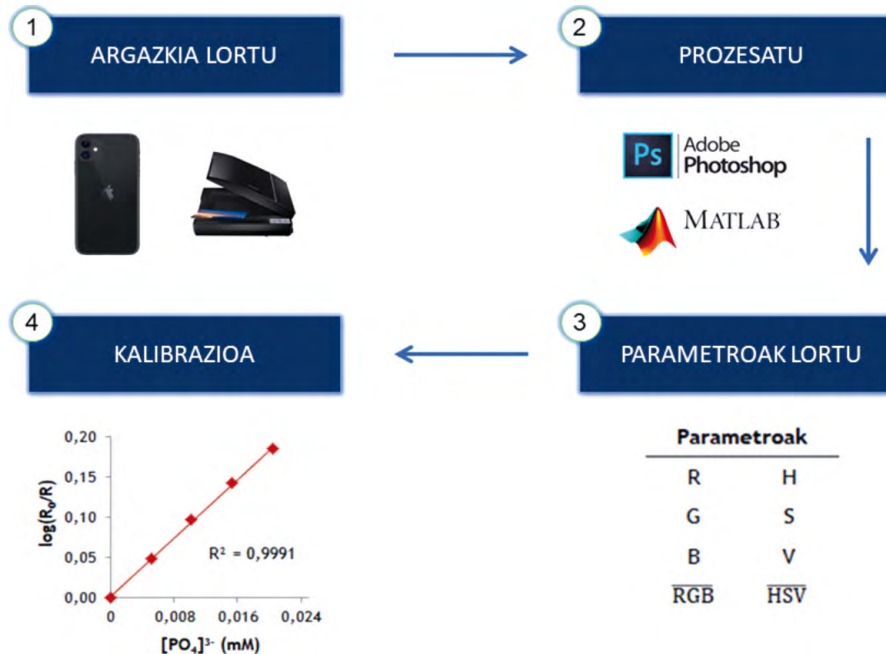 1
ARGAZKIA LORTU
2
PROZESATU
Ps
Adobe
Photoshop
MATLAB
3
PARAMETROAK LORTU
Parametroak
R H
G S
B V
R̅G̅B̅ H̅S̅V̅
4
KALIBRAZIOA
0,20
0,15
0,10
0,05
0,00
log(R₀/R)
R² = 0,9991
0 0,008 0,016 0,024
[PO₄]³⁻ (mM)